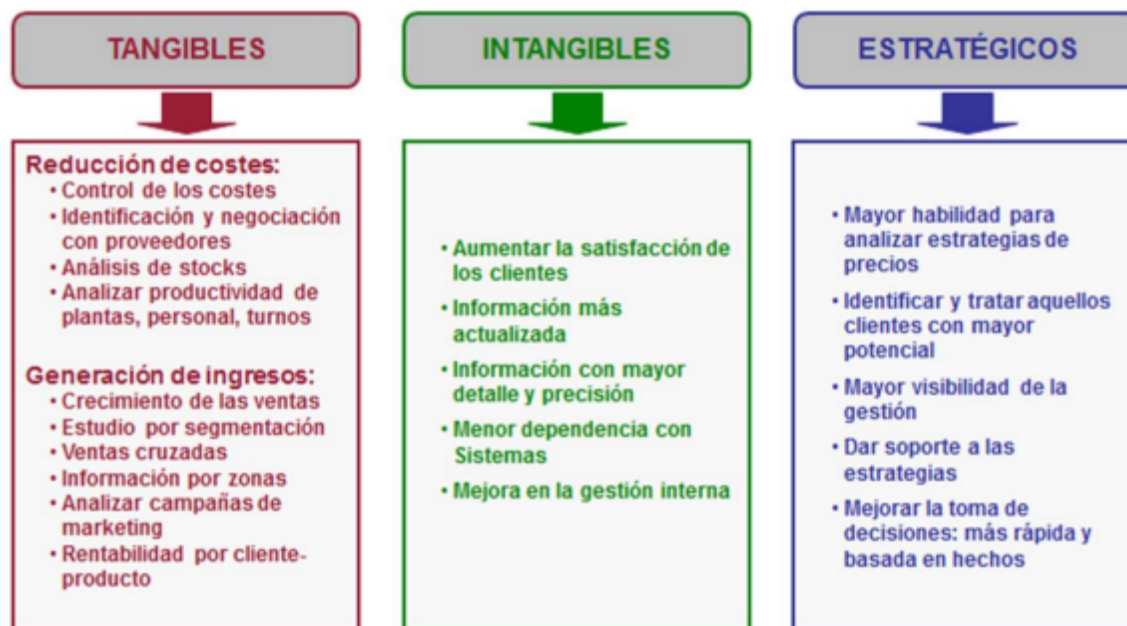 TANGIBLES
Reducción de costes:
• Control de los costes
• Identificación y negociación
con proveedores
• Análisis de stocks
• Analizar productividad de
plantas, personal, turnos
Generación de ingresos:
• Crecimiento de las ventas
• Estudio por segmentación
• Ventas cruzadas
• Información por zonas
• Analizar campañas de
marketing
• Rentabilidad por cliente-
producto
INTANGIBLES
• Aumentar la satisfacción de
los clientes
• Información más
actualizada
• Información con mayor
detalle y precisión
• Menor dependencia con
Sistemas
• Mejora en la gestión interna
ESTRATÉGICOS
• Mayor habilidad para
analizar estrategias de
precios
• Identificar y tratar aquellos
clientes con mayor
potencial
• Mayor visibilidad de la
gestión
• Dar soporte a las
estrategias
• Mejorar la toma de
decisiones: más rápida y
basada en hechos